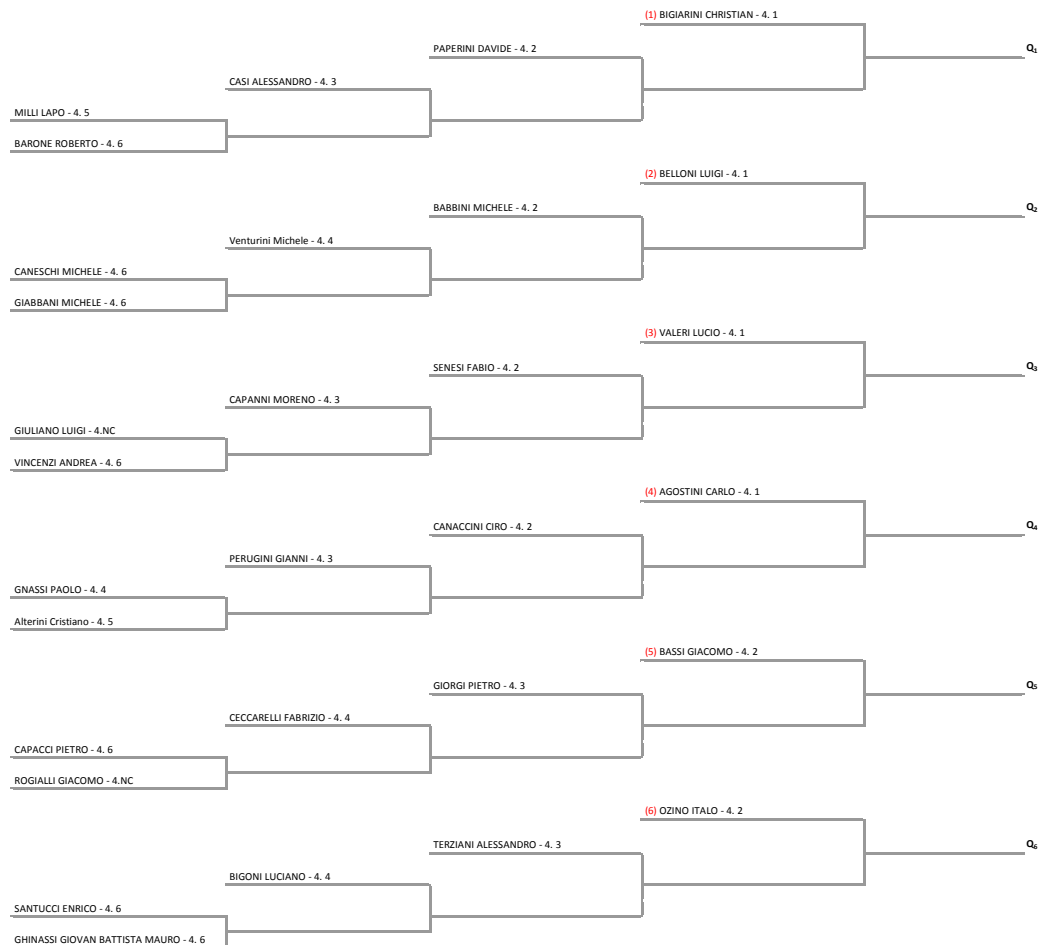 (1) BIGIARINI CHRISTIAN - 4. 1
PAPERINI DAVIDE - 4. 2
Q1
CASI ALESSANDRO - 4. 3
MILLI LAPO - 4. 5
BARONE ROBERTO - 4. 6
(2) BELLONI LUIGI - 4. 1
BABBINI MICHELE - 4. 2
Q2
Venturini Michele - 4. 4
CANESCHI MICHELE - 4. 6
GIABBANI MICHELE - 4. 6
(3) VALERI LUCIO - 4. 1
SENESI FABIO - 4. 2
Q3
CAPANNI MORENO - 4. 3
GIULIANO LUIGI - 4.NC
VINCENZI ANDREA - 4. 6
(4) AGOSTINI CARLO - 4. 1
CANACCINI CIRO - 4. 2
Q4
PERUGINI GIANNI - 4. 3
GNASSI PAOLO - 4. 4
Alterini Cristiano - 4. 5
(5) BASSI GIACOMO - 4. 2
GIORGI PIETRO - 4. 3
Q5
CECCARELLI FABRIZIO - 4. 4
CAPACCI PIETRO - 4. 6
ROGIALLI GIACOMO - 4.NC
(6) OZINO ITALO - 4. 2
TERZIANI ALESSANDRO - 4. 3
Q6
BIGONI LUCIANO - 4. 4
SANTUCCI ENRICO - 4. 6
GHINASSI GIOVAN BATTISTA MAURO - 4. 6